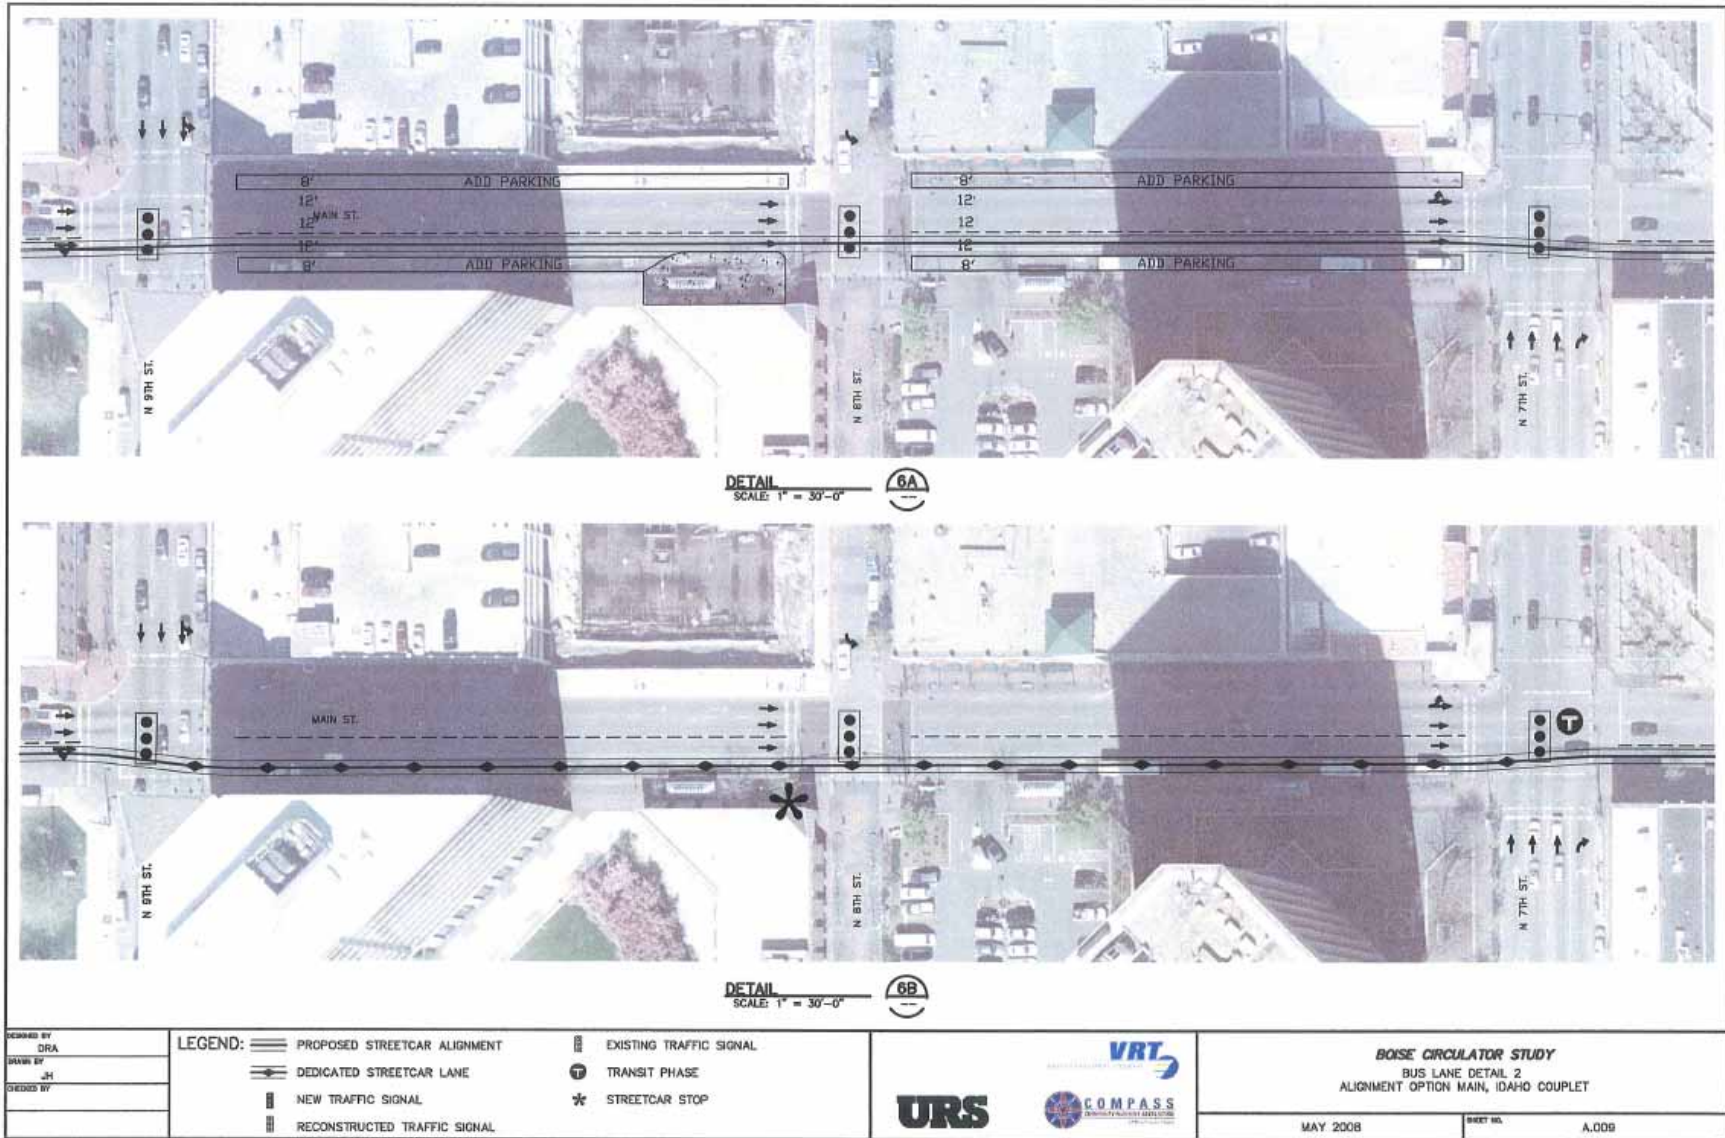 8' ADD PARKING
12'
MAIN ST.
12'
12'
8' ADD PARKING
8' ADD PARKING
12'
12
12
8' ADD PARKING
N 9TH ST.
N 8TH ST.
N 7TH ST.
DETAIL
SCALE: 1" = 30'-0"
6A
--
MAIN ST.
T
N 9TH ST.
N 8TH ST.
N 7TH ST.
DETAIL
SCALE: 1" = 30'-0"
6B
--
DESIGNED BY
DRA
DRAWN BY
JH
CHECKED BY
LEGEND:
PROPOSED STREETCAR ALIGNMENT
DEDICATED STREETCAR LANE
NEW TRAFFIC SIGNAL
RECONSTRUCTED TRAFFIC SIGNAL
EXISTING TRAFFIC SIGNAL
T TRANSIT PHASE
STREETCAR STOP
URS
VRT
COMPASS
BOISE CIRCULATOR STUDY
BUS LANE DETAIL 2
ALIGNMENT OPTION MAIN, IDAHO COUPLET
MAY 2008
SHEET NO.
A.009